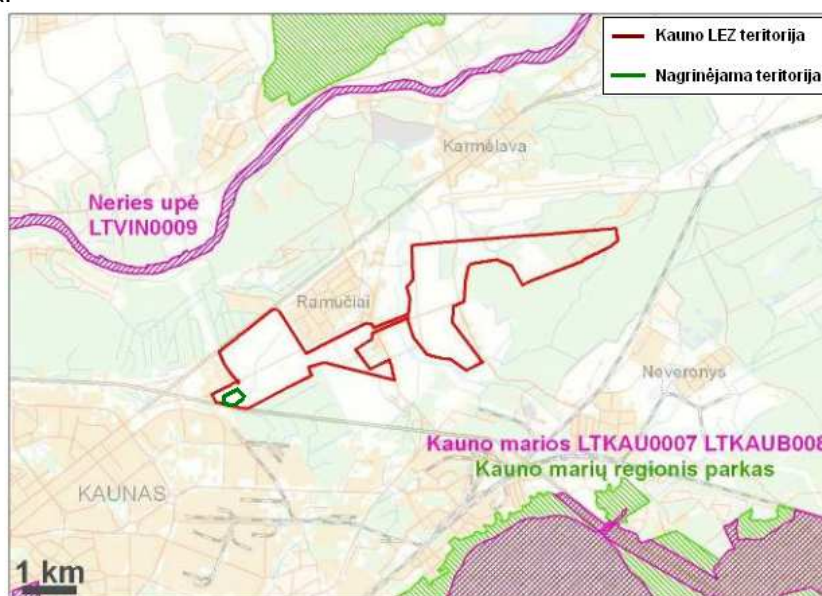 Kauno LEZ teritorija
Nagrinėjama teritorija
Karmėlava
Neries upė
LTVIN0009
Ramučiai
Neveronys
Kauno marios LTKAU0007 LTKAUB008
Kauno marių regionis parkas
KAUNAS
1 km